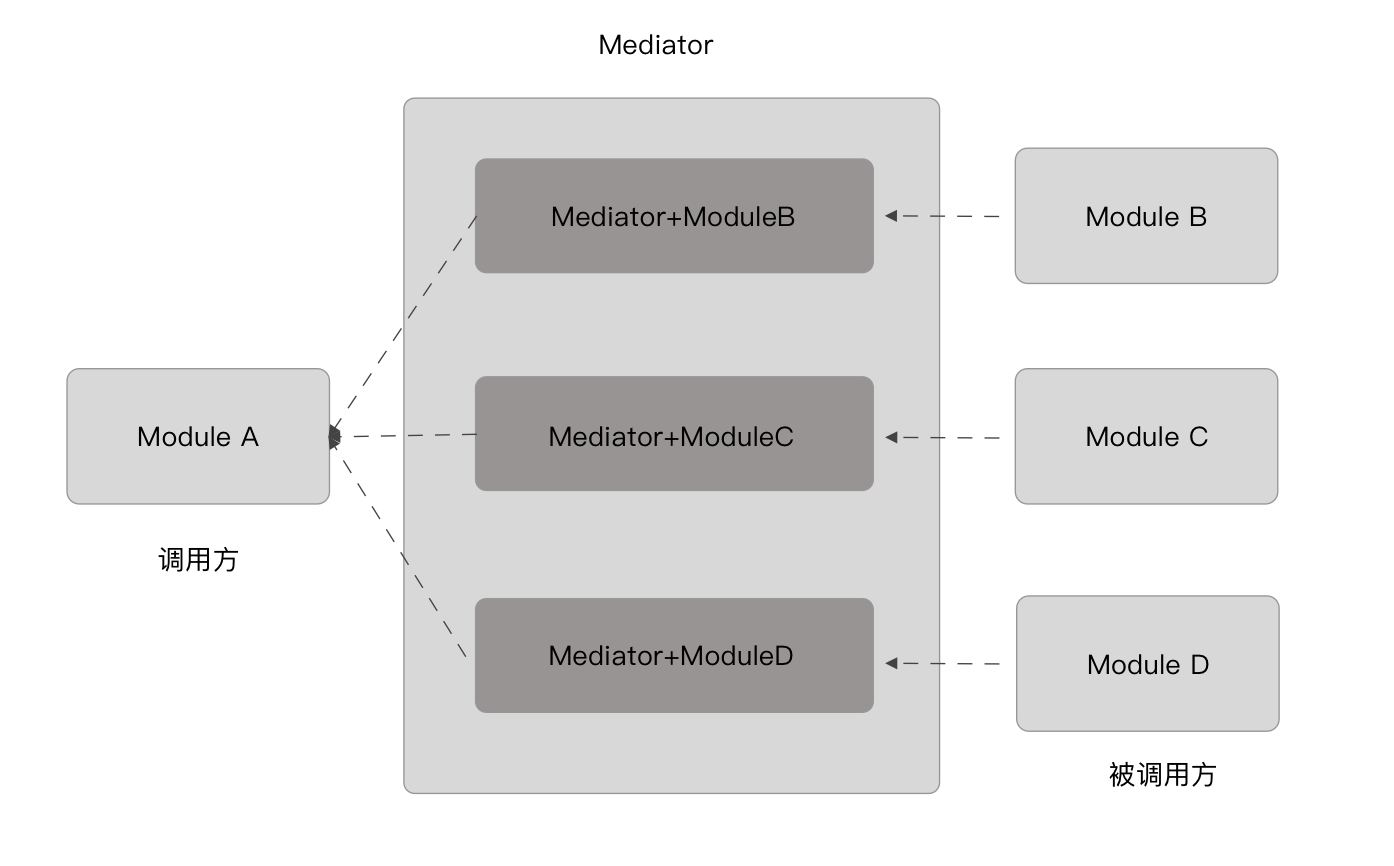 Mediator
Mediator+ModuleB
Module B
Module A
Mediator+ModuleC
Module C
调用方
Mediator+ModuleD
Module D
被调用方